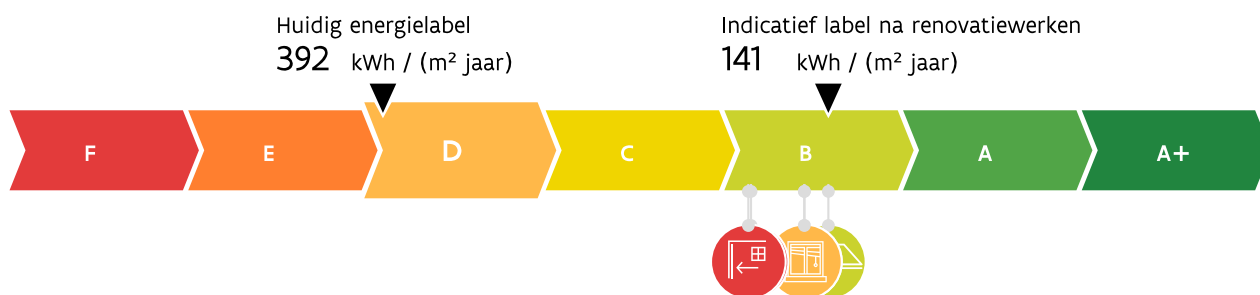 Huidig energielabel
392 kWh / (m² jaar)
Indicatief label na renovatiewerken
141 kWh / (m² jaar)
F E D C B A A+